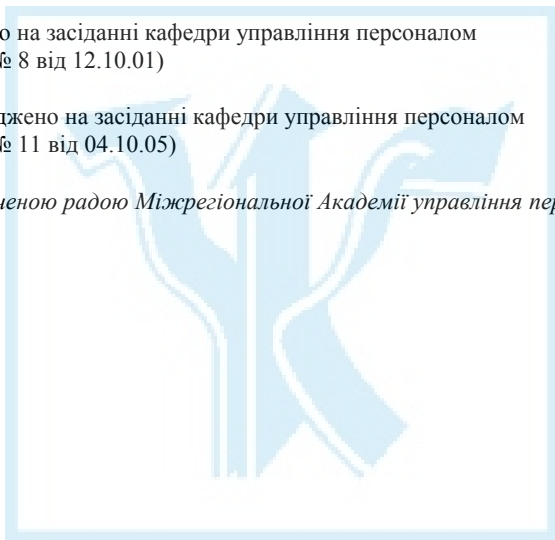 о на засіданні кафедри управління персоналом
№ 8 від 12.10.01)
джено на засіданні кафедри управління персоналом
№ 11 від 04.10.05)
ченою радою Міжрегіональної Академії управління пер